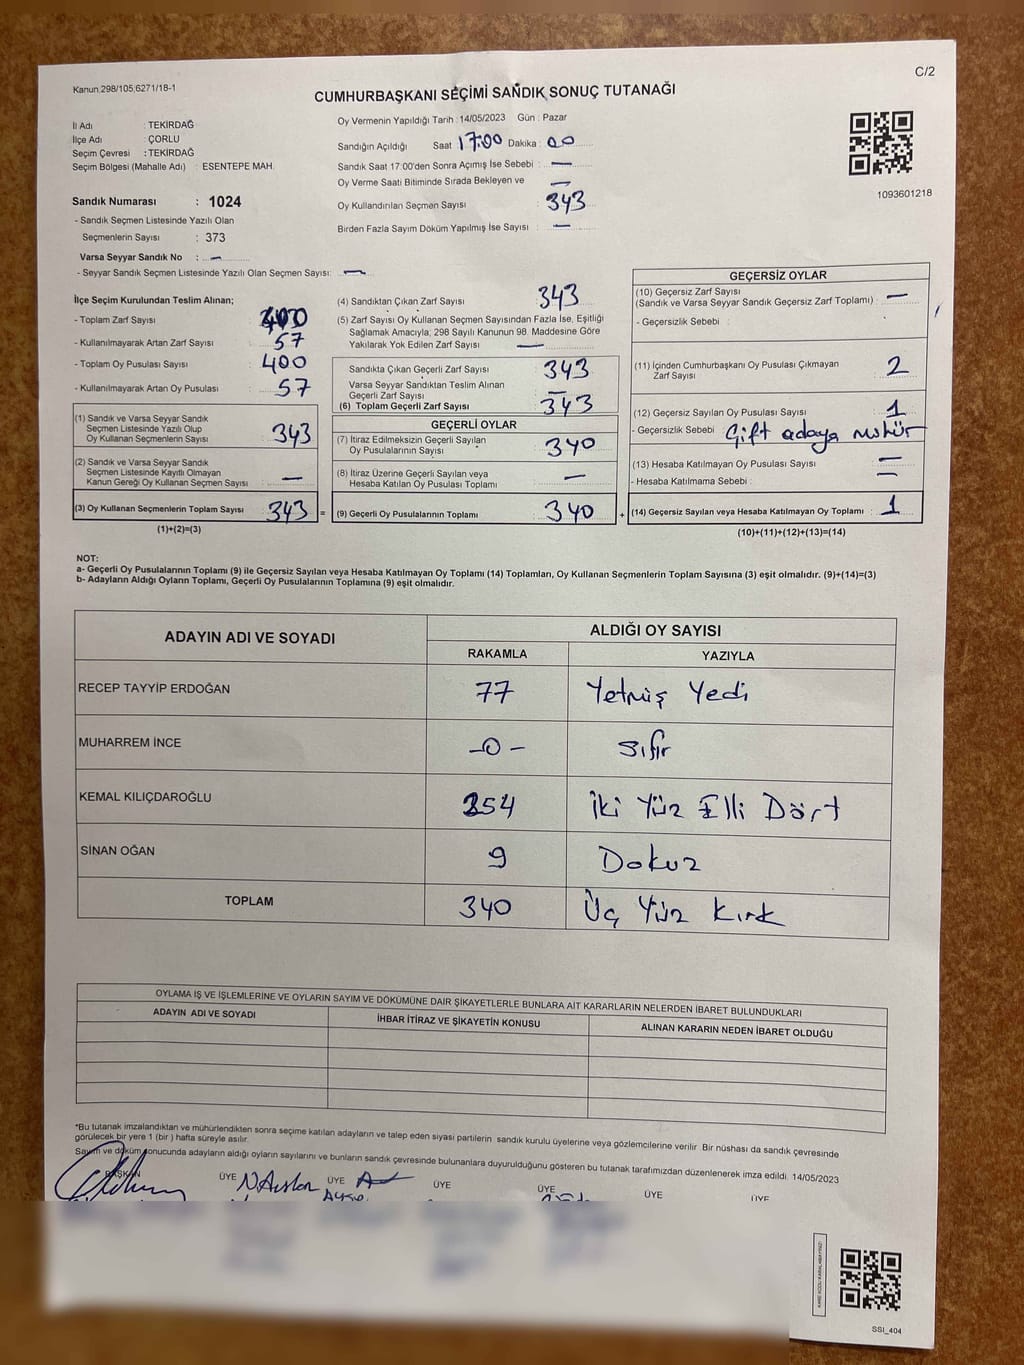 C/2
Kanun 298/105,6271/18-1
CUMHURBAŞKANI SEÇİMİ SANDIK SONUÇ TUTANAĞI
İl Adı : TEKİRDAĞ
İlçe Adı : ÇORLU
Seçim Çevresi : TEKİRDAĞ
Seçim Bölgesi (Mahalle Adı) : ESENTEPE MAH.
Sandık Numarası : 1024
- Sandık Seçmen Listesinde Yazılı Olan
Seçmenlerin Sayısı : 373
Varsa Seyyar Sandık No : —
- Seyyar Sandık Seçmen Listesinde Yazılı Olan Seçmen Sayısı: —
Oy Vermenin Yapıldığı Tarih : 14/05/2023 Gün : Pazar
Sandığın Açıldığı Saat 17:00 Dakika : 00
Sandık Saat 17:00'den Sonra Açımış İse Sebebi : —
Oy Verme Saati Bitiminde Sırada Bekleyen ve —
Oy Kullandırılan Seçmen Sayısı : 343
Birden Fazla Sayım Döküm Yapılmış İse Sayısı : —
1093601218
İlçe Seçim Kurulundan Teslim Alınan;
- Toplam Zarf Sayısı : 400
- Kullanılmayarak Artan Zarf Sayısı : 57
- Toplam Oy Pusulası Sayısı : 400
- Kullanılmayarak Artan Oy Pusulası : 57
(1) Sandık ve Varsa Seyyar Sandık
Seçmen Listesinde Yazılı Olup
Oy Kullanan Seçmenlerin Sayısı : 343
(2) Sandık ve Varsa Seyyar Sandık
Seçmen Listesinde Kayıtlı Olmayan
Kanun Gereği Oy Kullanan Seçmen Sayısı : —
(3) Oy Kullanan Seçmenlerin Toplam Sayısı : 343 =
(1)+(2)=(3)
(4) Sandıktan Çıkan Zarf Sayısı : 343
(5) Zarf Sayısı Oy Kullanan Seçmen Sayısından Fazla İse, Eşitliği
Sağlamak Amacıyla; 298 Sayılı Kanunun 98. Maddesine Göre
Yakılarak Yok Edilen Zarf Sayısı : —
Sandıkta Çıkan Geçerli Zarf Sayısı : 343
Varsa Seyyar Sandıktan Teslim Alınan
Geçerli Zarf Sayısı : —
(6) Toplam Geçerli Zarf Sayısı : 343
GEÇERLİ OYLAR
(7) İtiraz Edilmeksizin Geçerli Sayılan
Oy Pusulalarının Sayısı : 340
(8) İtiraz Üzerine Geçerli Sayılan veya
Hesaba Katılan Oy Pusulası Toplamı : —
(9) Geçerli Oy Pusulalarının Toplamı : 340 +
GEÇERSİZ OYLAR
(10) Geçersiz Zarf Sayısı
(Sandık ve Varsa Seyyar Sandık Geçersiz Zarf Toplamı) : —
- Geçersizlik Sebebi :
(11) İçinden Cumhurbaşkanı Oy Pusulası Çıkmayan
Zarf Sayısı : 2
(12) Geçersiz Sayılan Oy Pusulası Sayısı : 1
- Geçersizlik Sebebi : Çift adaya mühür
(13) Hesaba Katılmayan Oy Pusulası Sayısı : —
- Hesaba Katılmama Sebebi : —
(14) Geçersiz Sayılan veya Hesaba Katılmayan Oy Toplamı : 1
(10)+(11)+(12)+(13)=(14)
NOT:
a- Geçerli Oy Pusulalarının Toplamı (9) ile Geçersiz Sayılan veya Hesaba Katılmayan Oy Toplamı (14) Toplamları, Oy Kullanan Seçmenlerin Toplam Sayısına (3) eşit olmalıdır. (9)+(14)=(3)
b- Adayların Aldığı Oyların Toplamı, Geçerli Oy Pusulalarının Toplamına (9) eşit olmalıdır.
ADAYIN ADI VE SOYADI ALDIĞI OY SAYISI
RAKAMLA YAZIYLA
RECEP TAYYİP ERDOĞAN 77 Yetmiş Yedi
MUHARREM İNCE -0- Sıfır
KEMAL KILIÇDAROĞLU 254 İki Yüz Elli Dört
SİNAN OĞAN 9 Dokuz
TOPLAM 340 Üç Yüz Kırk
OYLAMA İŞ VE İŞLEMLERİNE VE OYLARIN SAYIM VE DÖKÜMÜNE DAİR ŞİKAYETLERLE BUNLARA AİT KARARLARIN NELERDEN İBARET BULUNDUKLARI
ADAYIN ADI VE SOYADI İHBAR İTİRAZ VE ŞİKAYETİN KONUSU ALINAN KARARIN NEDEN İBARET OLDUĞU
*Bu tutanak imzalandıktan ve mühürlendikten sonra seçime katılan adayların ve talep eden siyasi partilerin sandık kurulu üyelerine veya gözlemcilerine verilir. Bir nüshası da sandık çevresinde
görülecek bir yere 1 (bir ) hafta süreyle asılır.
Sayım ve döküm sonucunda adayların aldığı oyların sayılarını ve bunların sandık çevresinde bulunanlara duyurulduğunu gösteren bu tutanak tarafımızdan düzenlenerek imza edildi. 14/05/2023
BAŞKAN ÜYE N.Arslan ÜYE ÜYE ÜYE ÜYE ÜYE
SSI_404